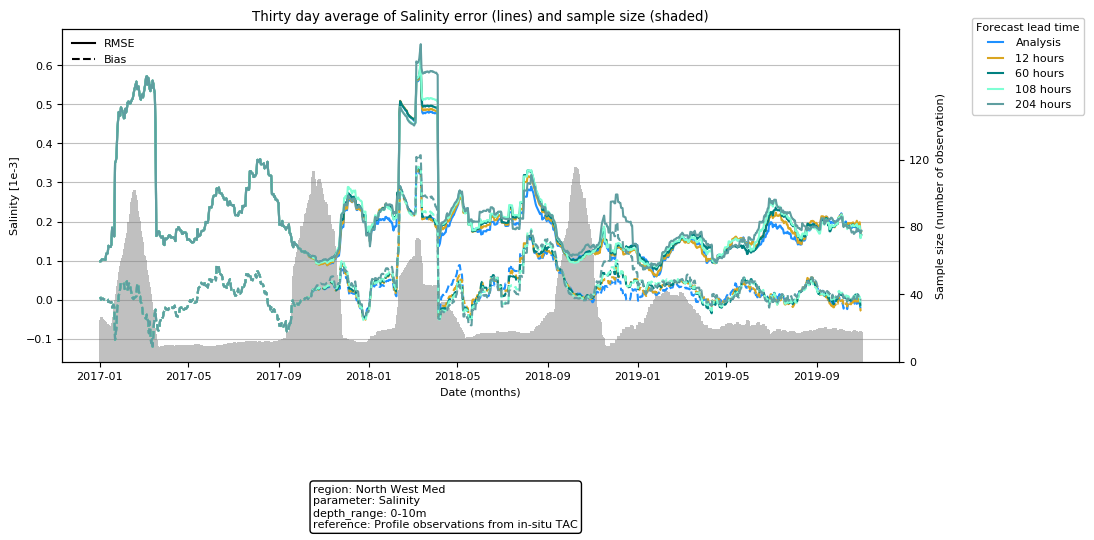 Thirty day average of Salinity error (lines) and sample size (shaded)
RMSE
Bias
Forecast lead time
Analysis
12 hours
60 hours
108 hours
204 hours
Salinity [1e-3]
0.6
0.5
0.4
0.3
0.2
0.1
0.0
−0.1
Sample size (number of observation)
120
80
40
0
2017-01
2017-05
2017-09
2018-01
2018-05
2018-09
2019-01
2019-05
2019-09
Date (months)
region: North West Med
parameter: Salinity
depth_range: 0-10m
reference: Profile observations from in-situ TAC